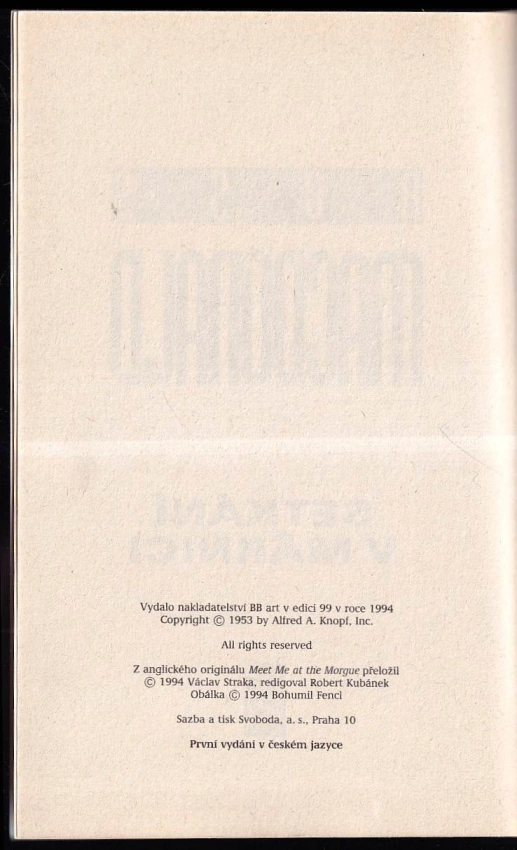 Vydalo nakladatelství BB art v edici 99 v roce 1994
Copyright © 1953 by Alfred A. Knopf, Inc.
All rights reserved
Z anglického originálu Meet Me at the Morgue přeložil
© 1994 Václav Straka, redigoval Robert Kubánek
Obálka © 1994 Bohumil Fencl
Sazba a tisk Svoboda, a. s., Praha 10
První vydání v českém jazyce